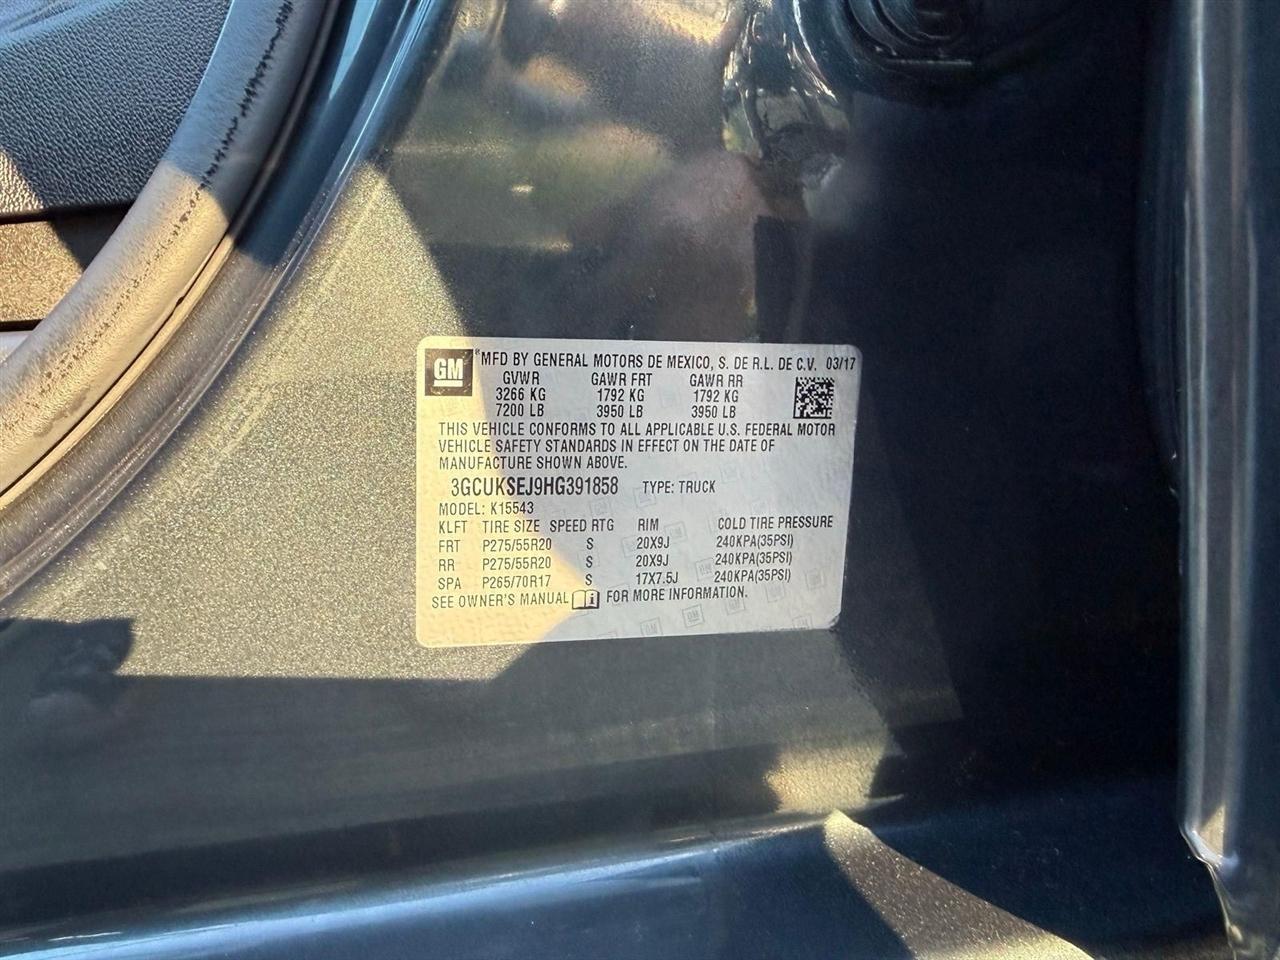 GM ®MFD BY GENERAL MOTORS DE MEXICO, S. DE R.L. DE C.V. 03/17
GVWR GAWR FRT GAWR RR
3266 KG 1792 KG 1792 KG
7200 LB 3950 LB 3950 LB
THIS VEHICLE CONFORMS TO ALL APPLICABLE U.S. FEDERAL MOTOR
VEHICLE SAFETY STANDARDS IN EFFECT ON THE DATE OF
MANUFACTURE SHOWN ABOVE.
3GCUKSEJ9HG391858 TYPE: TRUCK
MODEL: K15543
KLFT TIRE SIZE SPEED RTG RIM COLD TIRE PRESSURE
FRT P275/55R20 S 20X9J 240KPA(35PSI)
RR P275/55R20 S 20X9J 240KPA(35PSI)
SPA P265/70R17 S 17X7.5J 240KPA(35PSI)
SEE OWNER'S MANUAL i FOR MORE INFORMATION.